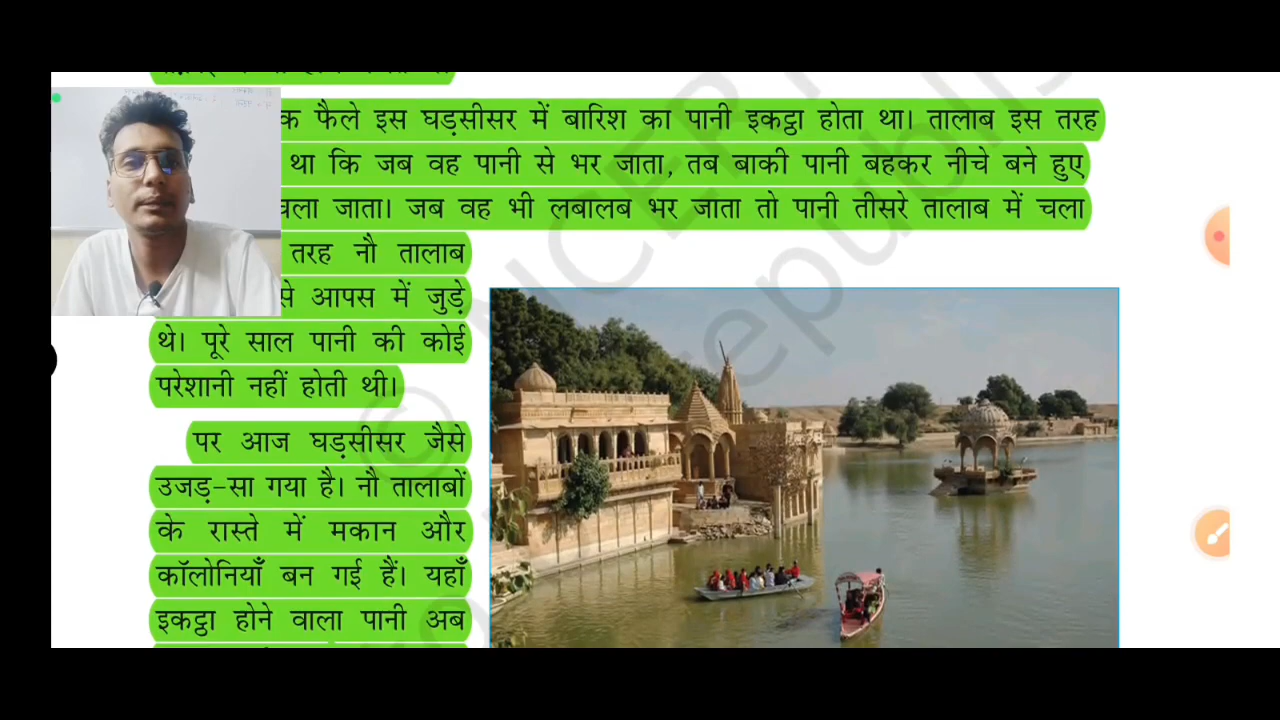 फैले इस घड़सीसर में बारिश का पानी इकट्ठा होता था। तालाब इस तरह
था कि जब वह पानी से भर जाता, तब बाकी पानी बहकर नीचे बने हुए
चला जाता। जब वह भी लबालब भर जाता तो पानी तीसरे तालाब में चला
तरह नौ तालाब
से आपस में जुड़े
थे। पूरे साल पानी की कोई
परेशानी नहीं होती थी।
पर आज घड़सीसर जैसे
उजड़-सा गया है। नौ तालाबों
के रास्ते में मकान और
कॉलोनियाँ बन गई हैं। यहाँ
इकट्ठा होने वाला पानी अब
© NCERT